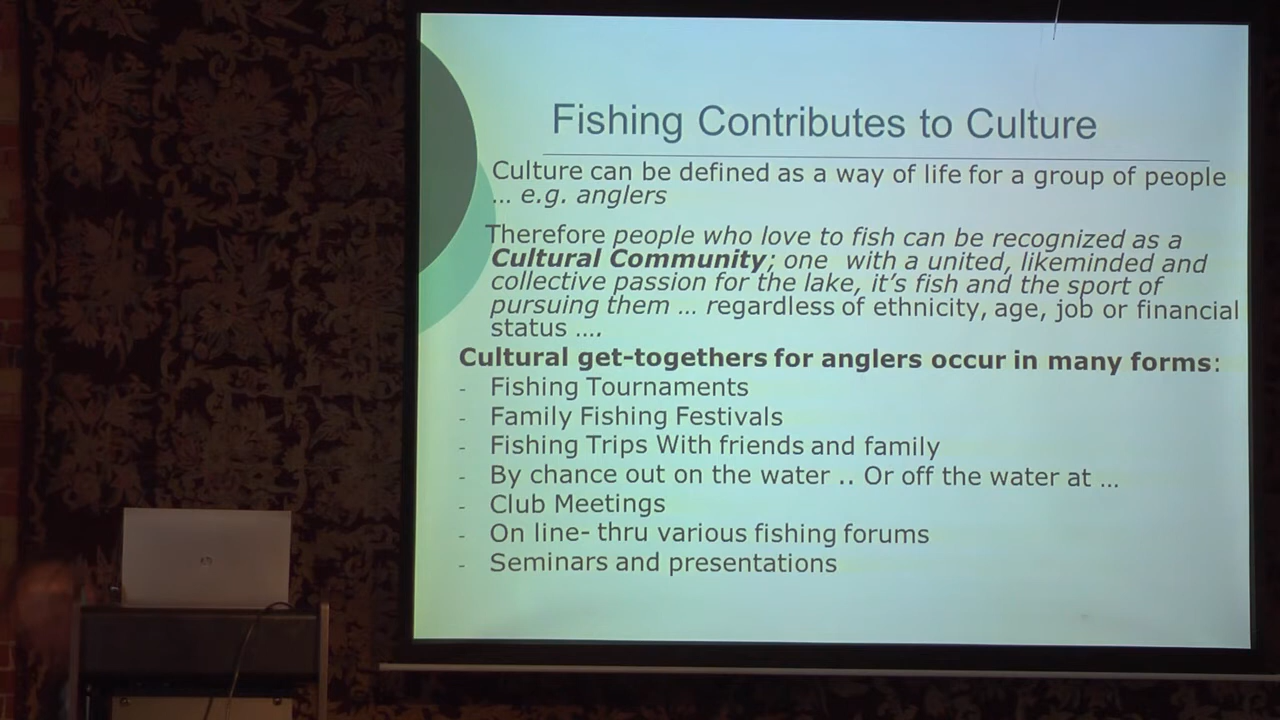 Fishing Contributes to Culture
Culture can be defined as a way of life for a group of people
... e.g. anglers
Therefore people who love to fish can be recognized as a
Cultural Community; one with a united, likeminded and
collective passion for the lake, it's fish and the sport of
pursuing them ... regardless of ethnicity, age, job or financial
status ....
Cultural get-togethers for anglers occur in many forms:
- Fishing Tournaments
- Family Fishing Festivals
- Fishing Trips With friends and family
- By chance out on the water .. Or off the water at ...
- Club Meetings
- On line- thru various fishing forums
- Seminars and presentations
hp